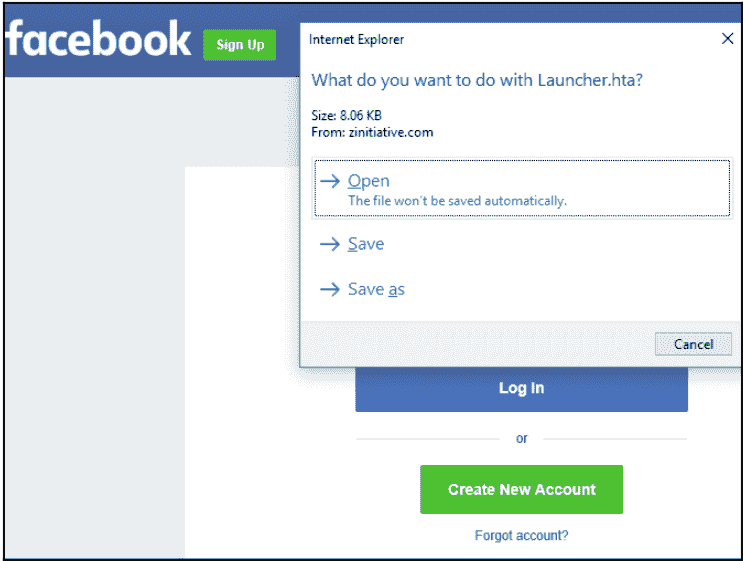 facebook
Sign Up
Internet Explorer
What do you want to do with Launcher.hta?
Size: 8.06 KB
From: zinitiative.com
Open
The file won't be saved automatically.
Save
Save as
Cancel
Log In
or
Create New Account
Forgot account?